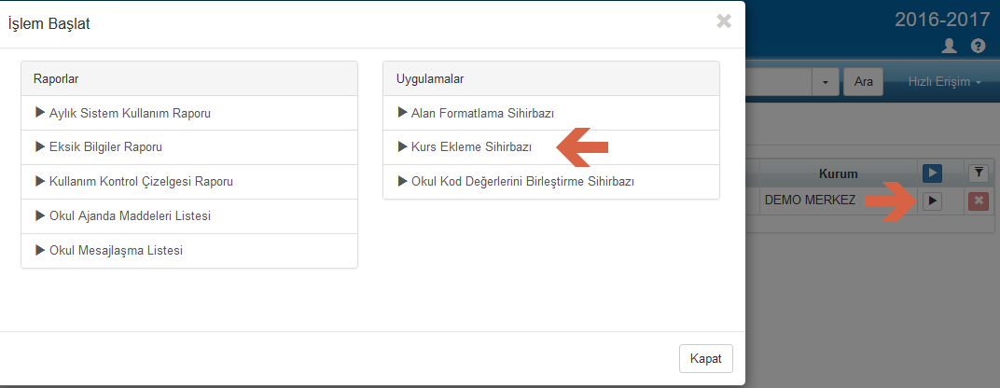 İşlem Başlat
2016-2017
Raporlar
Aylık Sistem Kullanım Raporu
Eksik Bilgiler Raporu
Kullanım Kontrol Çizelgesi Raporu
Okul Ajanda Maddeleri Listesi
Okul Mesajlaşma Listesi
Uygulamalar
Alan Formatlama Sihirbazı
Kurs Ekleme Sihirbazı
Okul Kod Değerlerini Birleştirme Sihirbazı
Kapat
Ara
Hızlı Erişim
Kurum
DEMO MERKEZ